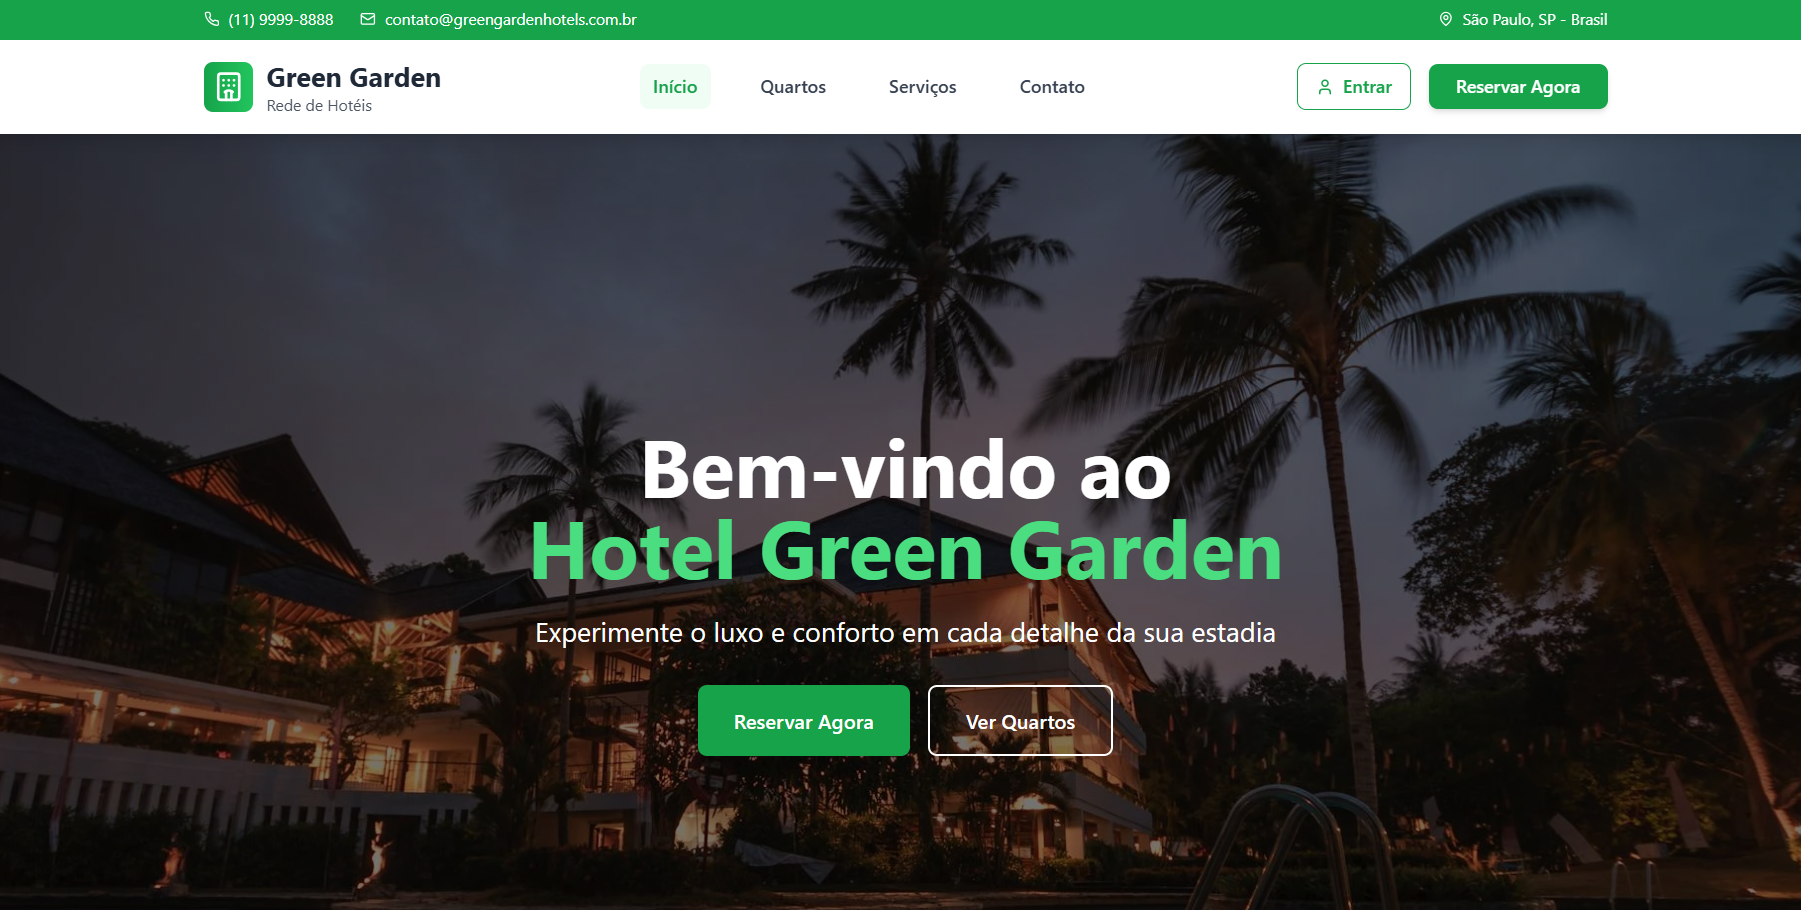 (11) 9999-8888
contato@greengardenhotels.com.br
São Paulo, SP - Brasil
Green Garden
Rede de Hotéis
Início
Quartos
Serviços
Contato
Entrar
Reservar Agora
Bem-vindo ao
Hotel Green Garden
Experimente o luxo e conforto em cada detalhe da sua estadia
Reservar Agora
Ver Quartos